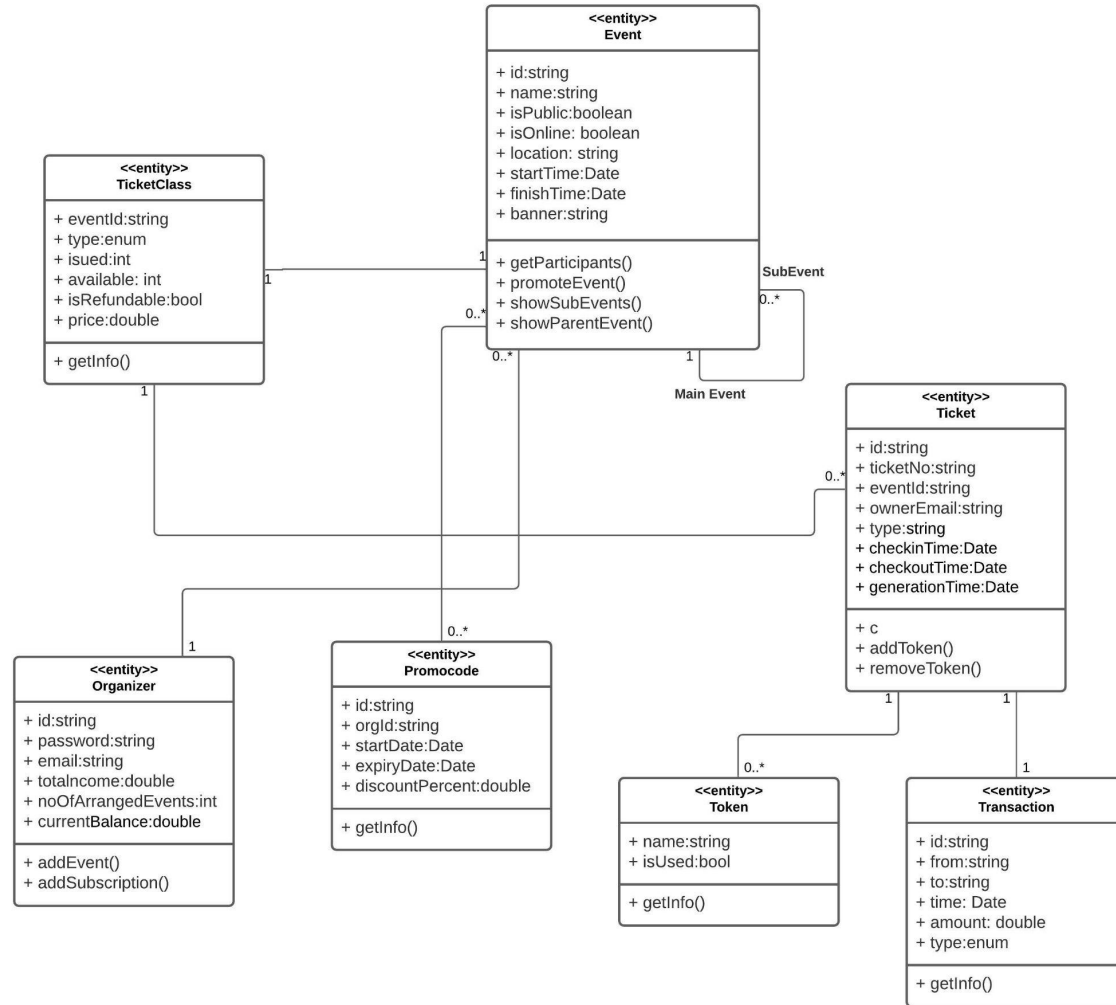 <<entity>>
Event
+ id:string
+ name:string
+ isPublic:boolean
+ isOnline: boolean
+ location: string
+ startTime:Date
+ finishTime:Date
+ banner:string
+ getParticipants()
+ promoteEvent()
+ showSubEvents()
+ showParentEvent()
1
0..*
0..*
1
Main Event
SubEvent
0..*
<<entity>>
TicketClass
+ eventId:string
+ type:enum
+ isued:int
+ available: int
+ isRefundable:bool
+ price:double
+ getInfo()
1
1
<<entity>>
Ticket
+ id:string
+ ticketNo:string
+ eventId:string
+ ownerEmail:string
+ type:string
+ checkinTime:Date
+ checkoutTime:Date
+ generationTime:Date
+ c
+ addToken()
+ removeToken()
0..*
1
1
1
<<entity>>
Organizer
+ id:string
+ password:string
+ email:string
+ totalncome:double
+ noOfArrangedEvents:int
+ currentBalance:double
+ addEvent()
+ addSubscription()
0..*
<<entity>>
Promocode
+ id:string
+ orgId:string
+ startDate:Date
+ expiryDate:Date
+ discountPercent:double
+ getInfo()
0..*
<<entity>>
Token
+ name:string
+ isUsed:bool
+ getInfo()
1
<<entity>>
Transaction
+ id:string
+ from:string
+ to:string
+ time: Date
+ amount: double
+ type:enum
+ getInfo()